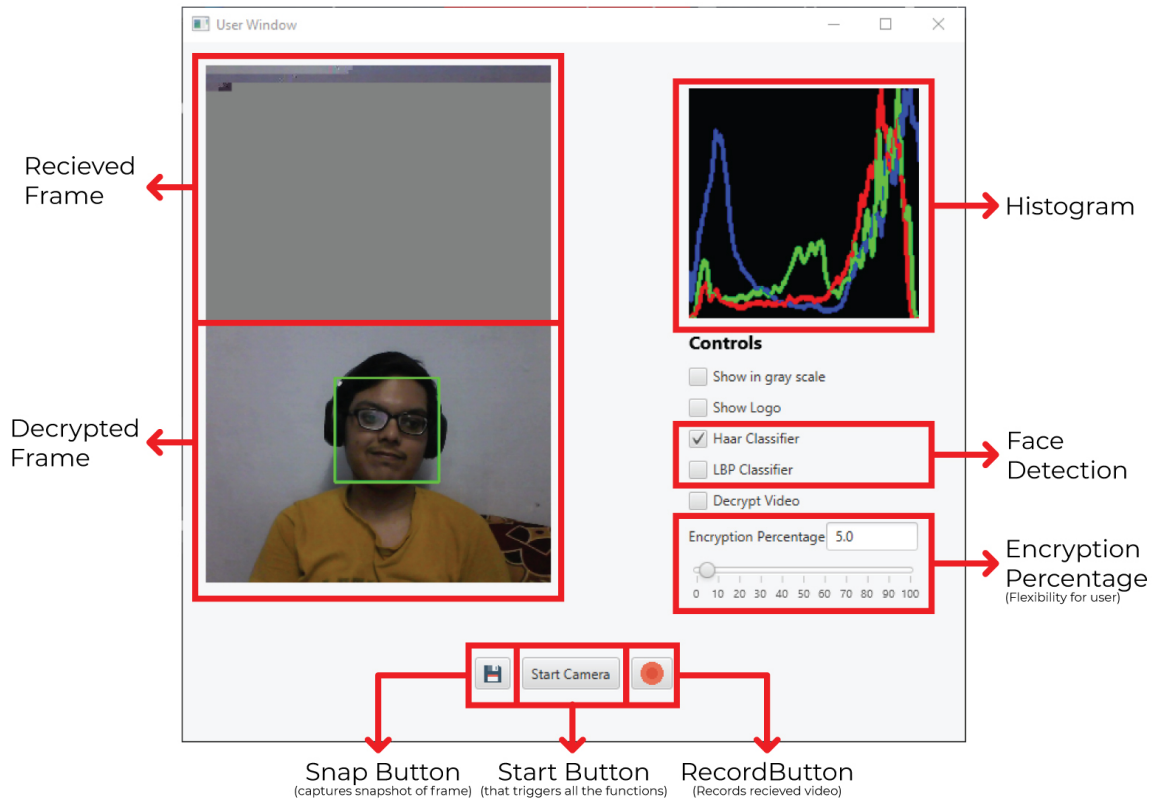 User Window
Recieved
Frame
Histogram
Controls
Show in gray scale
Show Logo
Decrypted
Frame
Haar Classifier
LBP Classifier
Face
Detection
Decrypt Video
Encryption Percentage 5.0
0 10 20 30 40 50 60 70 80 90 100
Encryption
Percentage
(Flexibility for user)
Start Camera
Snap Button
(captures snapshot of frame)
Start Button
(that triggers all the functions)
RecordButton
(Records recieved video)